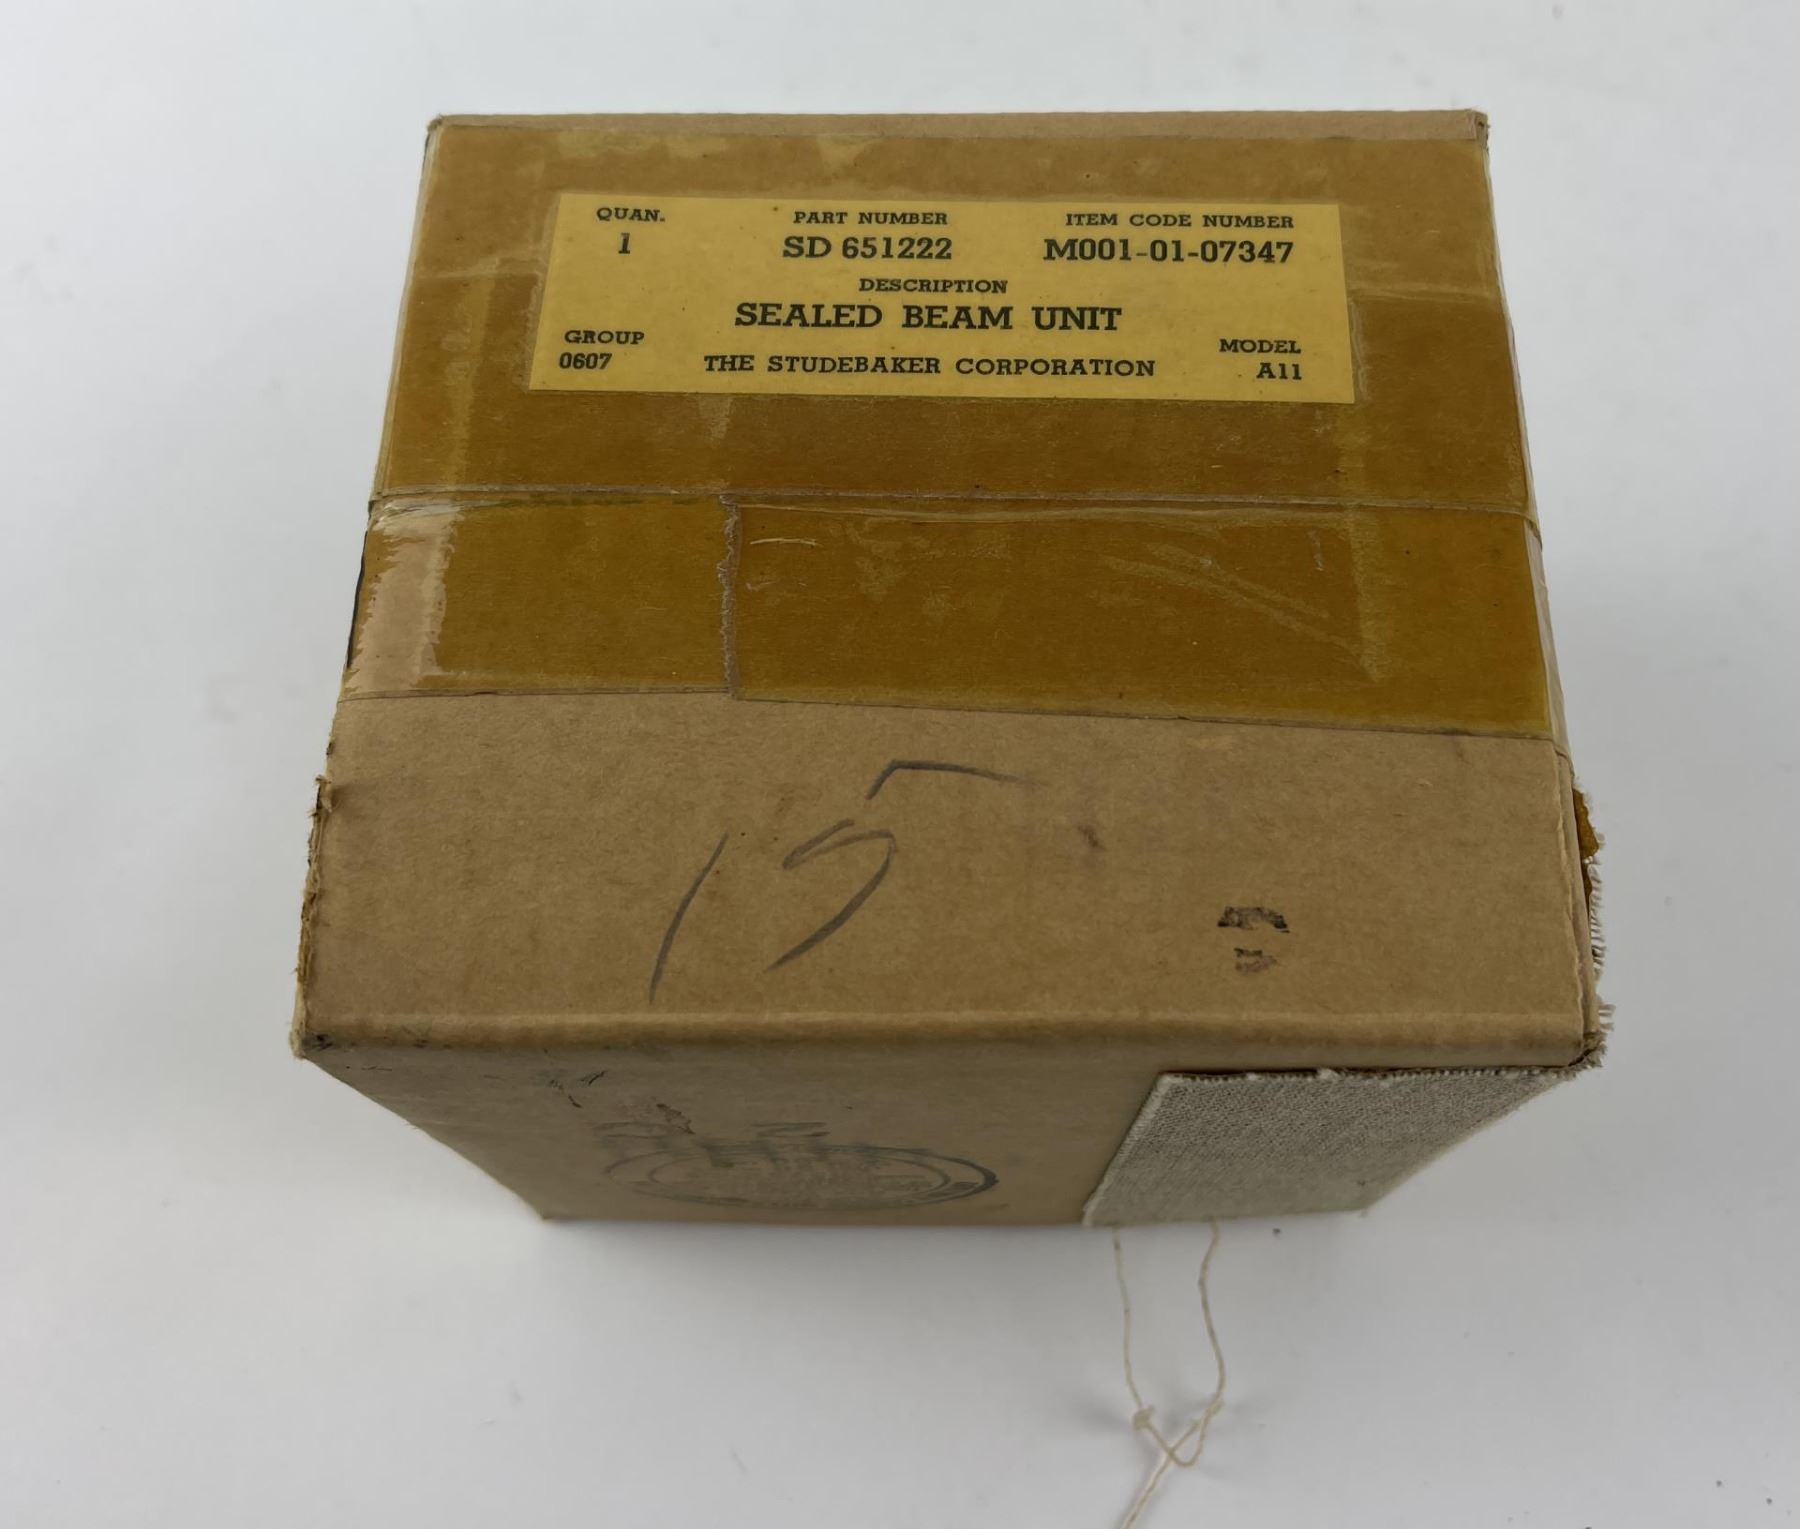 QUAN. PART NUMBER ITEM CODE NUMBER
1 SD 651222 M001-01-07347
DESCRIPTION
SEALED BEAM UNIT
GROUP MODEL
0607 THE STUDEBAKER CORPORATION A11
15